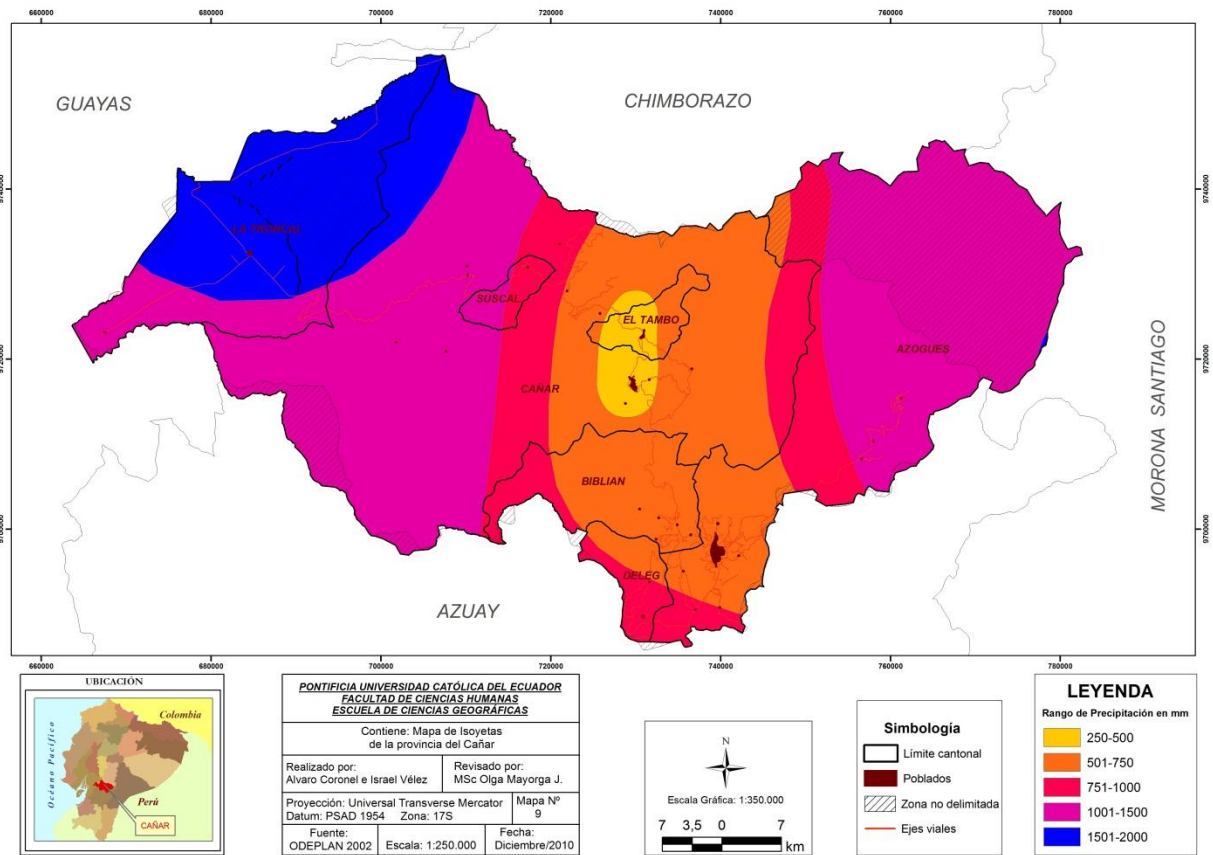 660000 680000 700000 720000 740000 760000 780000
GUAYAS
CHIMBORAZO
9740000
9740000
LA TRONCAL
SUSCAL
EL TAMBO
AZOGUES
9720000
9720000
CAÑAR
MORONA SANTIAGO
BIBLIAN
9700000
9700000
DELEG
AZUAY
660000 680000 700000 720000 740000 760000 780000
UBICACIÓN
Colombia
Océano Pacífico
Perú
CAÑAR
PONTIFICIA UNIVERSIDAD CATÓLICA DEL ECUADOR
FACULTAD DE CIENCIAS HUMANAS
ESCUELA DE CIENCIAS GEOGRÁFICAS
Contiene: Mapa de Isoyetas
de la provincia del Cañar
Realizado por:
Alvaro Coronel e Israel Vélez
Revisado por:
MSc Olga Mayorga J.
Proyección: Universal Transverse Mercator
Datum: PSAD 1954 Zona: 17S
Mapa Nº
9
Fuente:
ODEPLAN 2002
Escala: 1:250.000
Fecha:
Diciembre/2010
N
Escala Gráfica: 1:350.000
7 3,5 0 7
km
Simbología
Límite cantonal
Poblados
Zona no delimitada
Ejes viales
LEYENDA
Rango de Precipitación en mm
250-500
501-750
751-1000
1001-1500
1501-2000